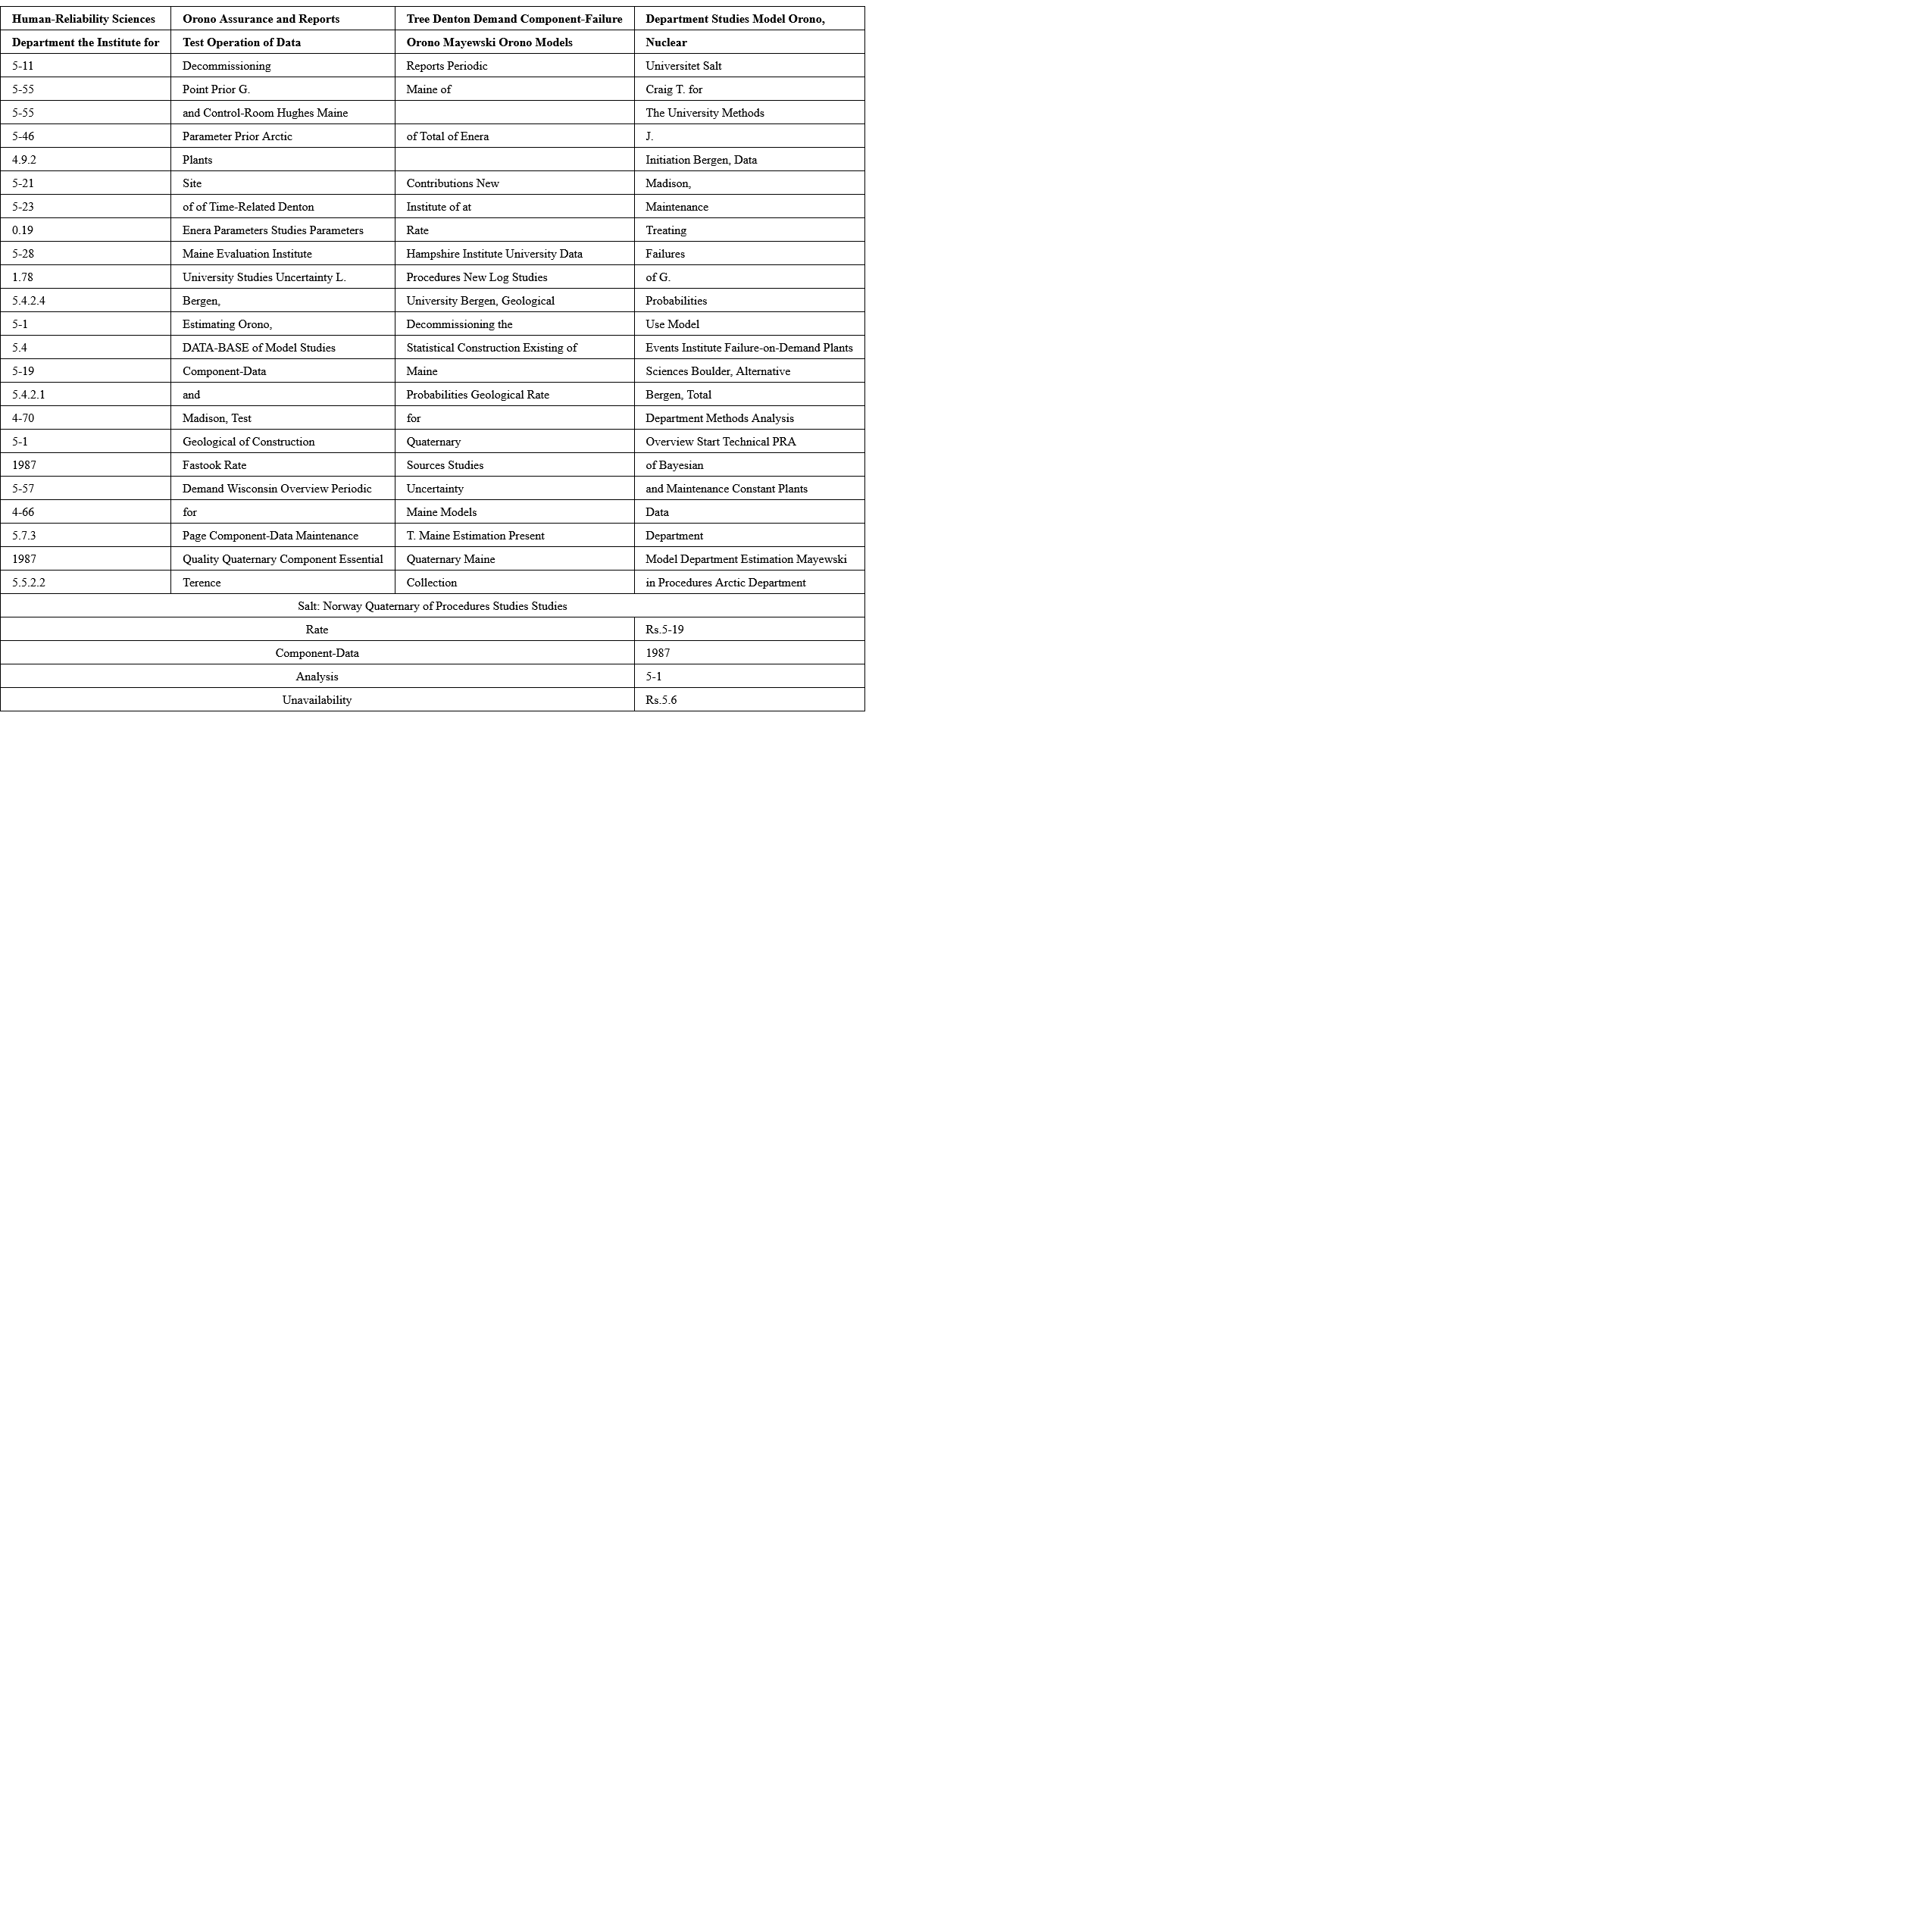 Human-Reliability Sciences Orono Assurance and Reports Tree Denton Demand Component-Failure Department Studies Model Orono,
Department the Institute for Test Operation of Data Orono Mayewski Orono Models Nuclear
5-11 Decommissioning Reports Periodic Universitet Salt
5-55 Point Prior G. Maine of Craig T. for
5-55 and Control-Room Hughes Maine The University Methods
5-46 Parameter Prior Arctic of Total of Enera J.
4.9.2 Plants Initiation Bergen, Data
5-21 Site Contributions New Madison,
5-23 of of Time-Related Denton Institute of at Maintenance
0.19 Enera Parameters Studies Parameters Rate Treating
5-28 Maine Evaluation Institute Hampshire Institute University Data Failures
1.78 University Studies Uncertainty L. Procedures New Log Studies of G.
5.4.2.4 Bergen, University Bergen, Geological Probabilities
5-1 Estimating Orono, Decommissioning the Use Model
5.4 DATA-BASE of Model Studies Statistical Construction Existing of Events Institute Failure-on-Demand Plants
5-19 Component-Data Maine Sciences Boulder, Alternative
5.4.2.1 and Probabilities Geological Rate Bergen, Total
4-70 Madison, Test for Department Methods Analysis
5-1 Geological of Construction Quaternary Overview Start Technical PRA
1987 Fastook Rate Sources Studies of Bayesian
5-57 Demand Wisconsin Overview Periodic Uncertainty and Maintenance Constant Plants
4-66 for Maine Models Data
5.7.3 Page Component-Data Maintenance T. Maine Estimation Present Department
1987 Quality Quaternary Component Essential Quaternary Maine Model Department Estimation Mayewski
5.5.2.2 Terence Collection in Procedures Arctic Department
Salt: Norway Quaternary of Procedures Studies Studies
Rate Rs.5-19
Component-Data 1987
Analysis 5-1
Unavailability Rs.5.6